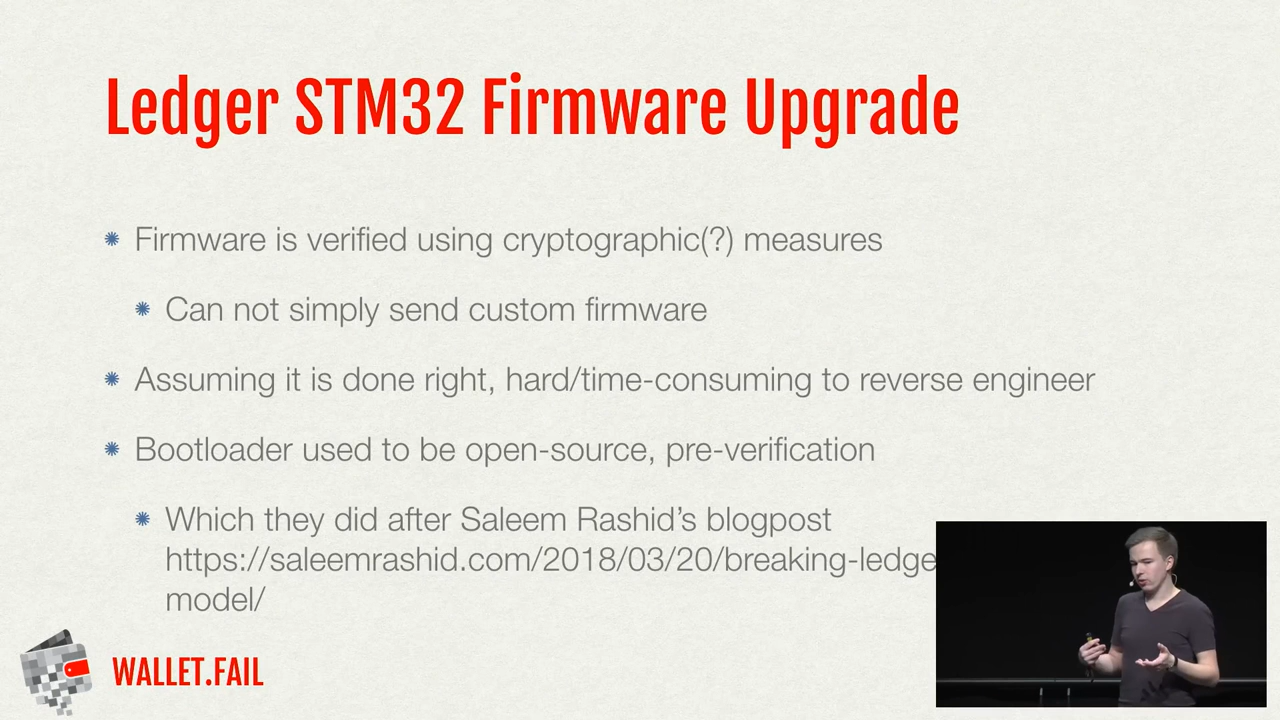 Ledger STM32 Firmware Upgrade
Firmware is verified using cryptographic(?) measures
Can not simply send custom firmware
Assuming it is done right, hard/time-consuming to reverse engineer
Bootloader used to be open-source, pre-verification
Which they did after Saleem Rashid’s blogpost
https://saleemrashid.com/2018/03/20/breaking-ledge
model/
WALLET.FAIL